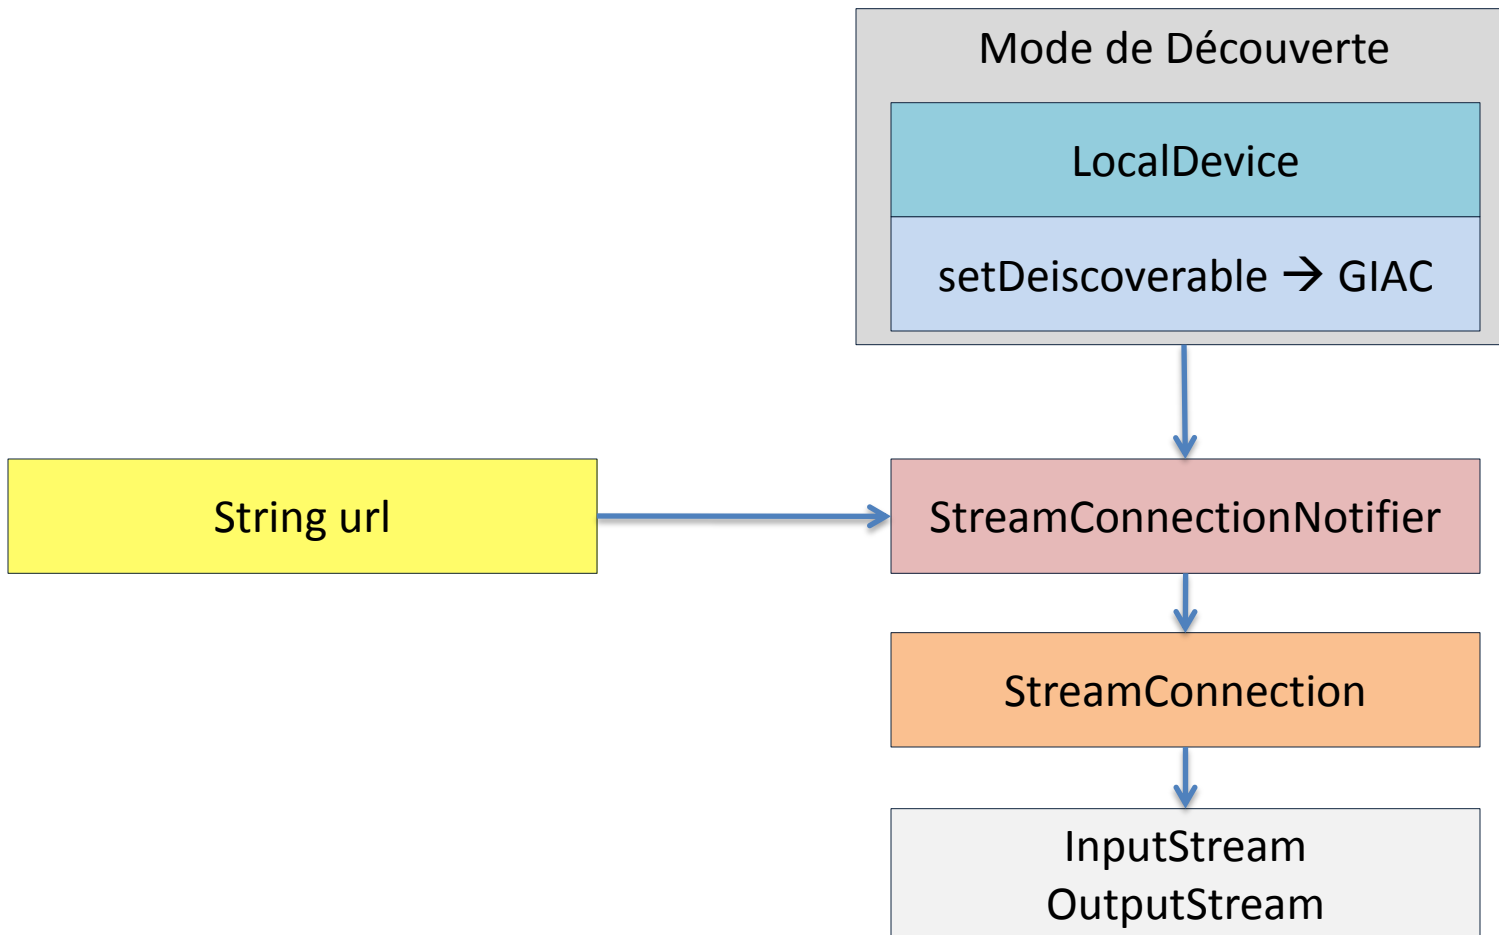 Mode de Découverte
LocalDevice
setDeiscoverable → GIAC
String url
StreamConnectionNotifier
StreamConnection
InputStream
OutputStream